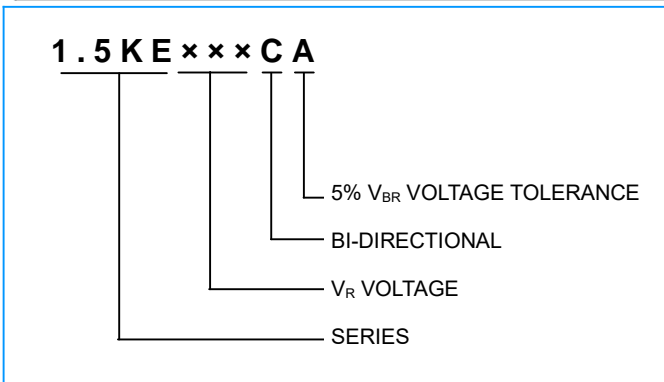 1.5KE×××CA
5% VBR VOLTAGE TOLERANCE
BI-DIRECTIONAL
VR VOLTAGE
SERIES